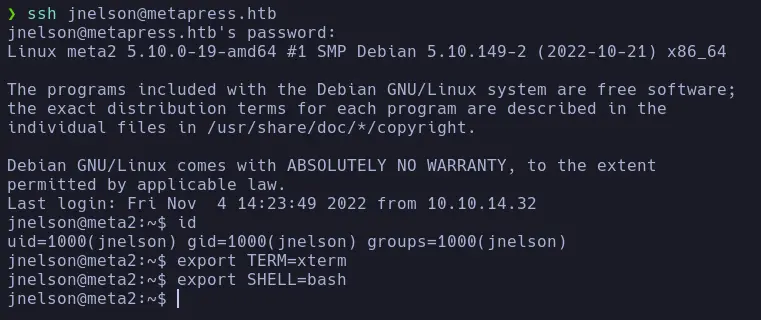 ❯ ssh jnelson@metapress.htb
jnelson@metapress.htb's password:
Linux meta2 5.10.0-19-amd64 #1 SMP Debian 5.10.149-2 (2022-10-21) x86_64
The programs included with the Debian GNU/Linux system are free software;
the exact distribution terms for each program are described in the
individual files in /usr/share/doc/*/copyright.
Debian GNU/Linux comes with ABSOLUTELY NO WARRANTY, to the extent
permitted by applicable law.
Last login: Fri Nov  4 14:23:49 2022 from 10.10.14.32
jnelson@meta2:~$ id
uid=1000(jnelson) gid=1000(jnelson) groups=1000(jnelson)
jnelson@meta2:~$ export TERM=xterm
jnelson@meta2:~$ export SHELL=bash
jnelson@meta2:~$